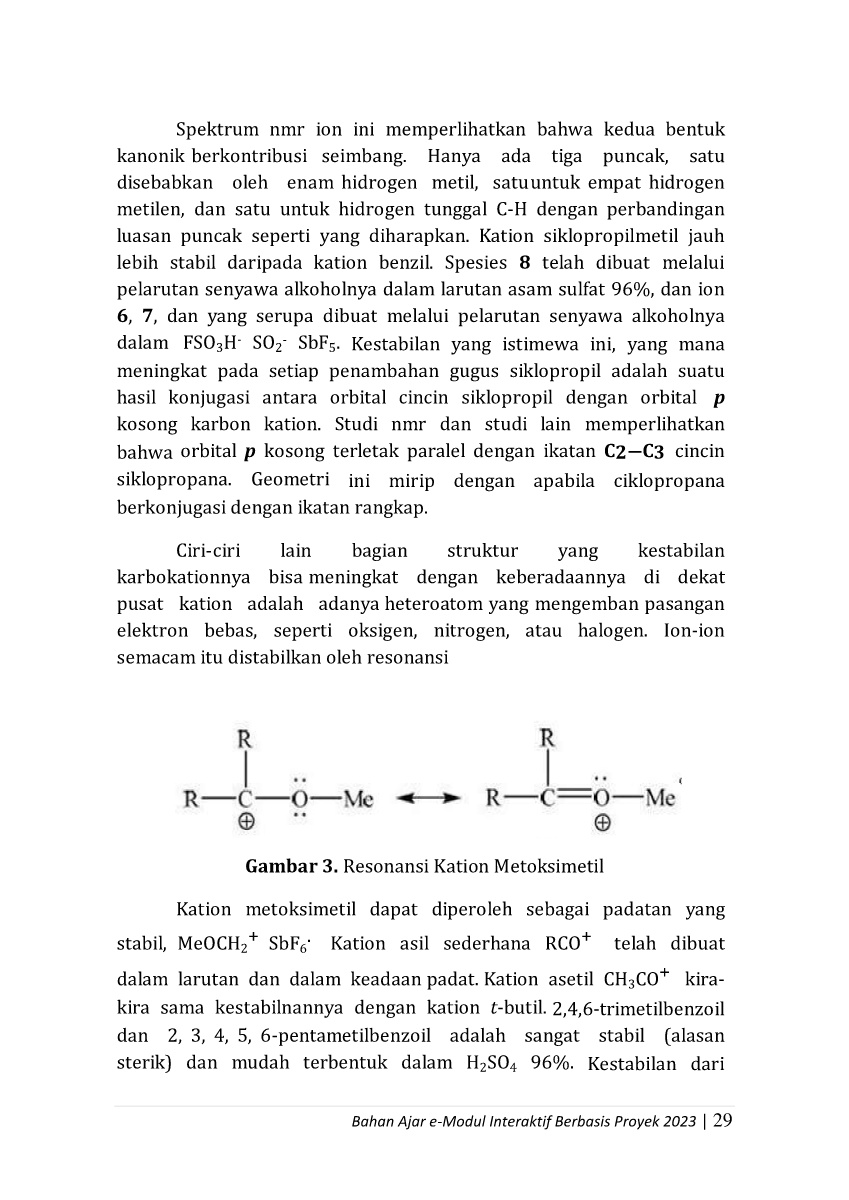 Spektrum nmr ion ini memperlihatkan bahwa kedua bentuk
kanonik berkontribusi seimbang. Hanya ada tiga puncak, satu
disebabkan oleh enam hidrogen metil, satu untuk empat hidrogen
metilen, dan satu untuk hidrogen tunggal C-H dengan perbandingan
luasan puncak seperti yang diharapkan. Kation siklopropilmetil jauh
lebih stabil daripada kation benzil. Spesies 8 telah dibuat melalui
pelarutan senyawa alkoholnya dalam larutan asam sulfat 96%, dan ion
6, 7, dan yang serupa dibuat melalui pelarutan senyawa alkoholnya
dalam FSO₃H⁻ SO₂⁻ SbF₅. Kestabilan yang istimewa ini, yang mana
meningkat pada setiap penambahan gugus siklopropil adalah suatu
hasil konjugasi antara orbital cincin siklopropil dengan orbital p
kosong karbon kation. Studi nmr dan studi lain memperlihatkan
bahwa orbital p kosong terletak paralel dengan ikatan C2–C3 cincin
siklopropana. Geometri ini mirip dengan apabila ciklopropana
berkonjugasi dengan ikatan rangkap.
Ciri-ciri lain bagian struktur yang kestabilan
karbokationnya bisa meningkat dengan keberadaannya di dekat
pusat kation adalah adanya heteroatom yang mengemban pasangan
elektron bebas, seperti oksigen, nitrogen, atau halogen. Ion-ion
semacam itu distabilkan oleh resonansi
R R
R—C—O—Me ⟷ R—C=O—Me
⊕ ⊕
Gambar 3. Resonansi Kation Metoksimetil
Kation metoksimetil dapat diperoleh sebagai padatan yang
stabil, MeOCH₂⁺ SbF₆· Kation asil sederhana RCO⁺ telah dibuat
dalam larutan dan dalam keadaan padat. Kation asetil CH₃CO⁺ kira-
kira sama kestabilnannya dengan kation t-butil. 2,4,6-trimetilbenzoil
dan 2, 3, 4, 5, 6-pentametilbenzoil adalah sangat stabil (alasan
sterik) dan mudah terbentuk dalam H₂SO₄ 96%. Kestabilan dari
Bahan Ajar e-Modul Interaktif Berbasis Proyek 2023 | 29